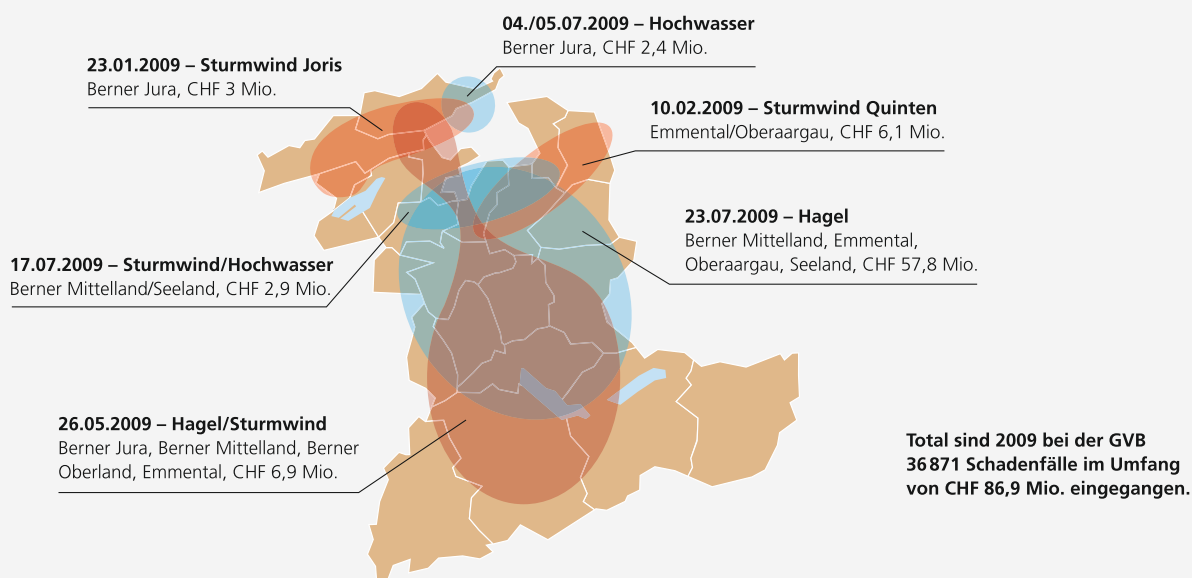 04./05.07.2009 – Hochwasser
Berner Jura, CHF 2,4 Mio.
23.01.2009 – Sturmwind Joris
Berner Jura, CHF 3 Mio.
10.02.2009 – Sturmwind Quinten
Emmental/Oberaargau, CHF 6,1 Mio.
23.07.2009 – Hagel
Berner Mittelland, Emmental,
Oberaargau, Seeland, CHF 57,8 Mio.
17.07.2009 – Sturmwind/Hochwasser
Berner Mittelland/Seeland, CHF 2,9 Mio.
26.05.2009 – Hagel/Sturmwind
Berner Jura, Berner Mittelland, Berner
Oberland, Emmental, CHF 6,9 Mio.
Total sind 2009 bei der GVB
36 871 Schadenfälle im Umfang
von CHF 86,9 Mio. eingegangen.